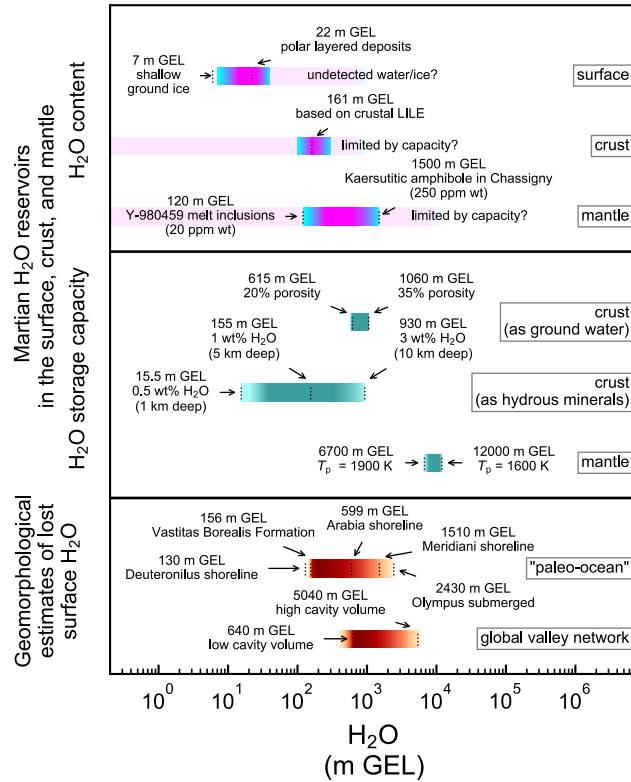 Martian H2O reservoirs
in the surface, crust, and mantle
H2O content
22 m GEL
polar layered deposits
7 m GEL
shallow
ground ice
undetected water/ice?
surface
161 m GEL
based on crustal LILE
limited by capacity?
crust
1500 m GEL
Kaersutitic amphibole in Chassigny
(250 ppm wt)
120 m GEL
Y-980459 melt inclusions
(20 ppm wt)
limited by capacity?
mantle
H2O storage capacity
615 m GEL
20% porosity
1060 m GEL
35% porosity
crust
(as ground water)
155 m GEL
1 wt% H2O
(5 km deep)
930 m GEL
3 wt% H2O
(10 km deep)
15.5 m GEL
0.5 wt% H2O
(1 km deep)
crust
(as hydrous minerals)
6700 m GEL
Tp = 1900 K
12000 m GEL
Tp = 1600 K
mantle
Geomorphological
estimates of lost
surface H2O
599 m GEL
Arabia shoreline
156 m GEL
Vastitas Borealis Formation
1510 m GEL
Meridiani shoreline
130 m GEL
Deuteronilus shoreline
"paleo-ocean"
2430 m GEL
Olympus submerged
5040 m GEL
high cavity volume
640 m GEL
low cavity volume
global valley network
10^0 10^1 10^2 10^3 10^4 10^5 10^6
H2O
(m GEL)